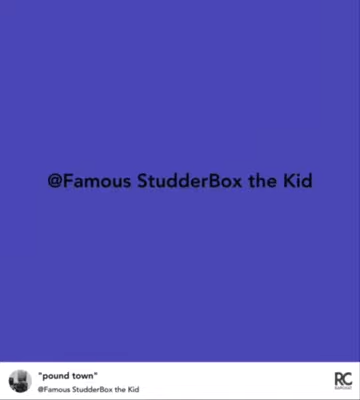 @Famous StudderBox the Kid
"pound town"
@Famous StudderBox the Kid
RC